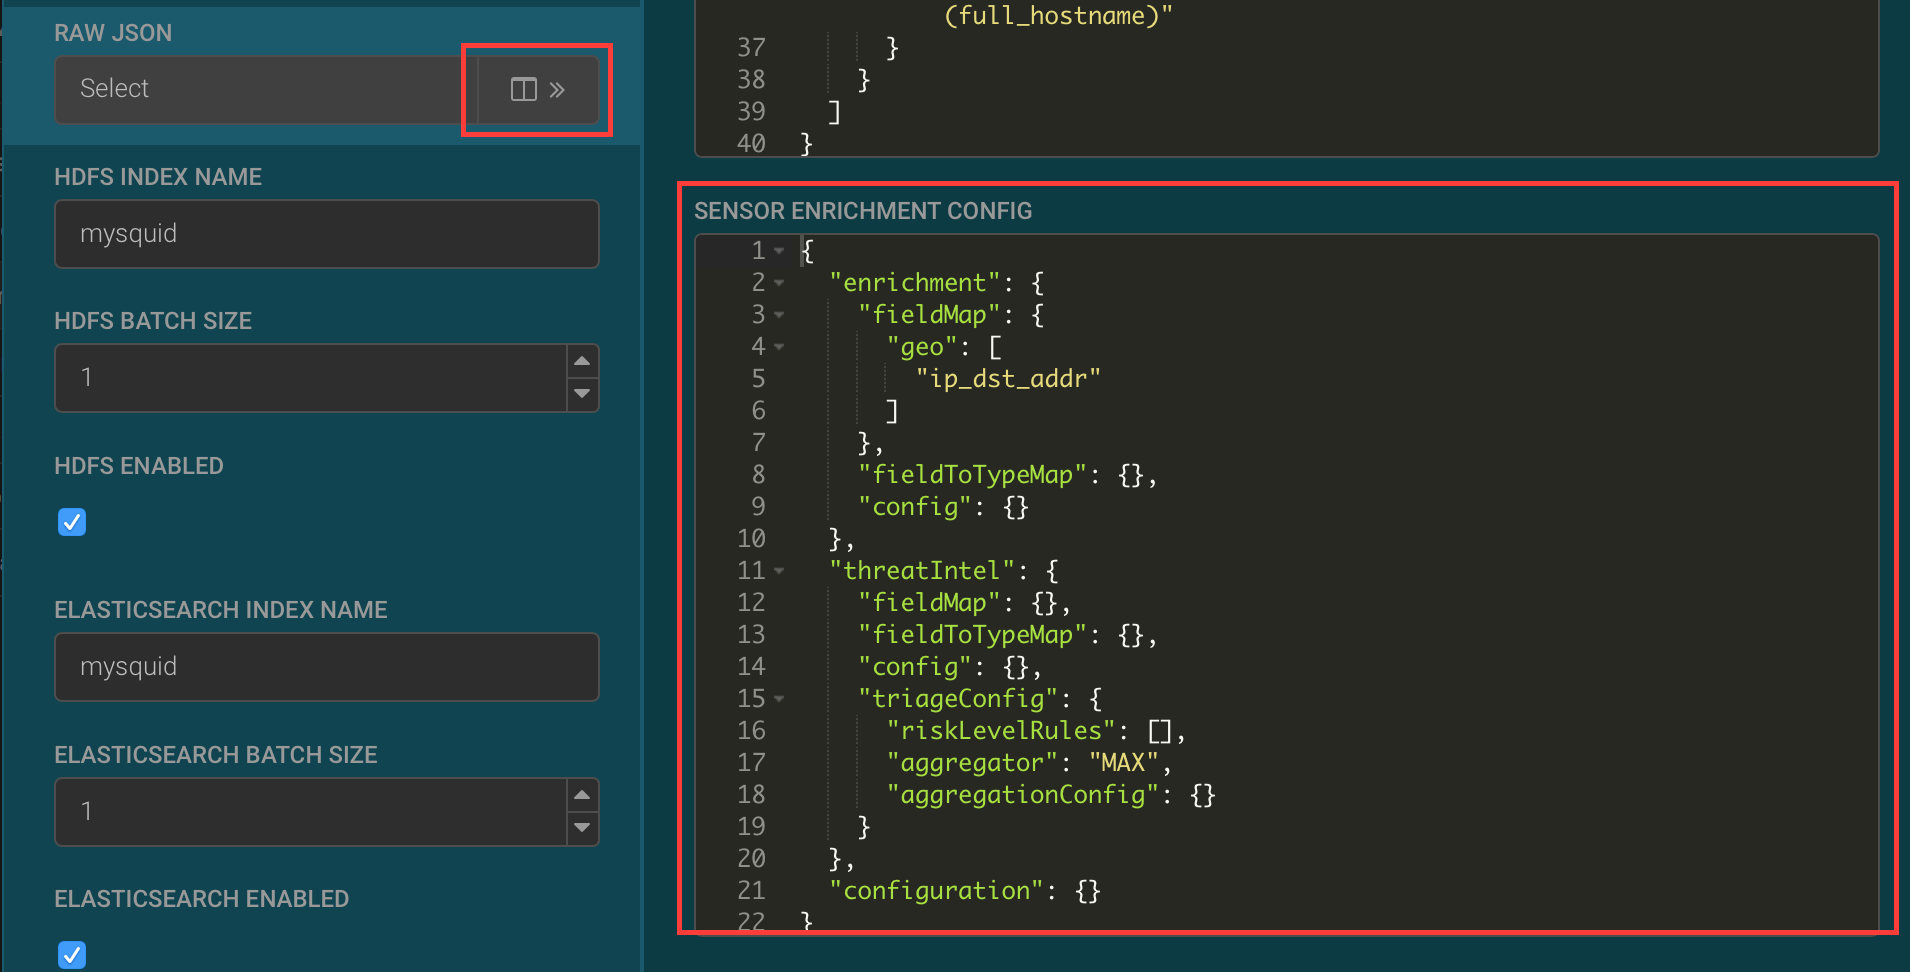 RAW JSON
Select
HDFS INDEX NAME
mysquid
HDFS BATCH SIZE
1
HDFS ENABLED
ELASTICSEARCH INDEX NAME
mysquid
ELASTICSEARCH BATCH SIZE
1
ELASTICSEARCH ENABLED
(full_hostname)"
37 }
38 }
39 ]
40 }
SENSOR ENRICHMENT CONFIG
1 {
2 "enrichment": {
3 "fieldMap": {
4 "geo": [
5 "ip_dst_addr"
6 ]
7 },
8 "fieldToTypeMap": {},
9 "config": {}
10 },
11 "threatIntel": {
12 "fieldMap": {},
13 "fieldToTypeMap": {},
14 "config": {},
15 "triageConfig": {
16 "riskLevelRules": [],
17 "aggregator": "MAX",
18 "aggregationConfig": {}
19 }
20 },
21 "configuration": {}
22 }